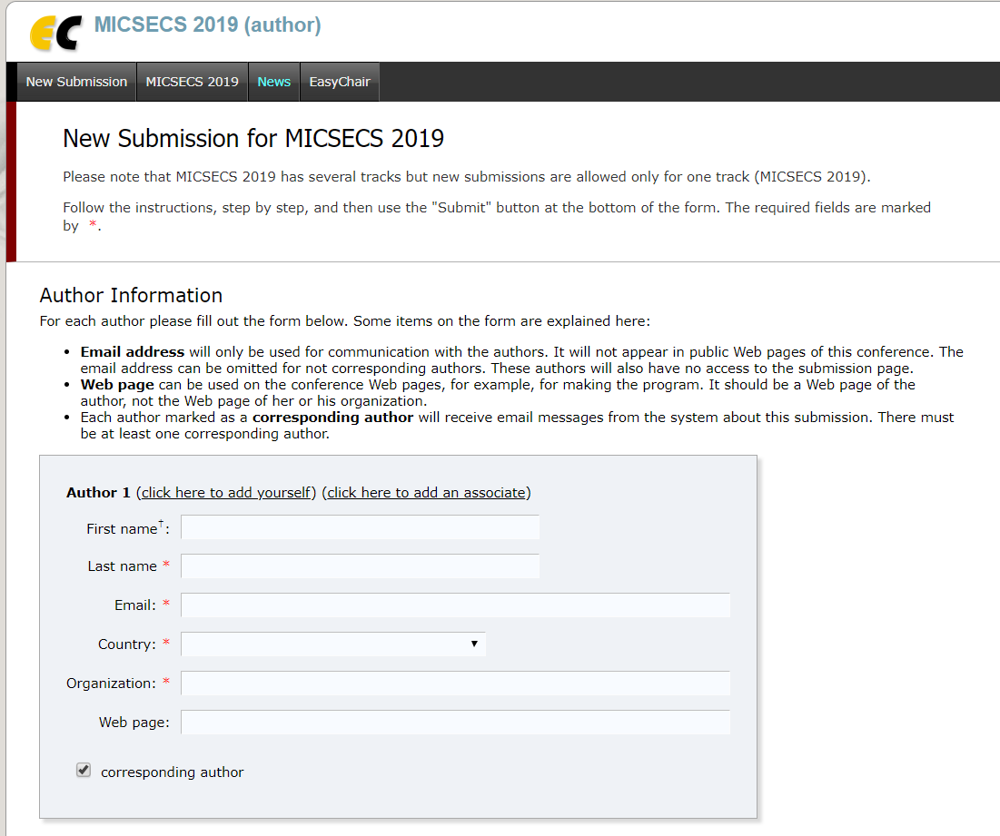 EC
MICSECS 2019 (author)
New Submission
MICSECS 2019
News
EasyChair
New Submission for MICSECS 2019
Please note that MICSECS 2019 has several tracks but new submissions are allowed only for one track (MICSECS 2019).
Follow the instructions, step by step, and then use the "Submit" button at the bottom of the form. The required fields are marked
by *.
Author Information
For each author please fill out the form below. Some items on the form are explained here:
• Email address will only be used for communication with the authors. It will not appear in public Web pages of this conference. The
email address can be omitted for not corresponding authors. These authors will also have no access to the submission page.
• Web page can be used on the conference Web pages, for example, for making the program. It should be a Web page of the
author, not the Web page of her or his organization.
• Each author marked as a corresponding author will receive email messages from the system about this submission. There must
be at least one corresponding author.
Author 1 (click here to add yourself) (click here to add an associate)
First name†:
Last name *
Email: *
Country: *
Organization: *
Web page:
corresponding author